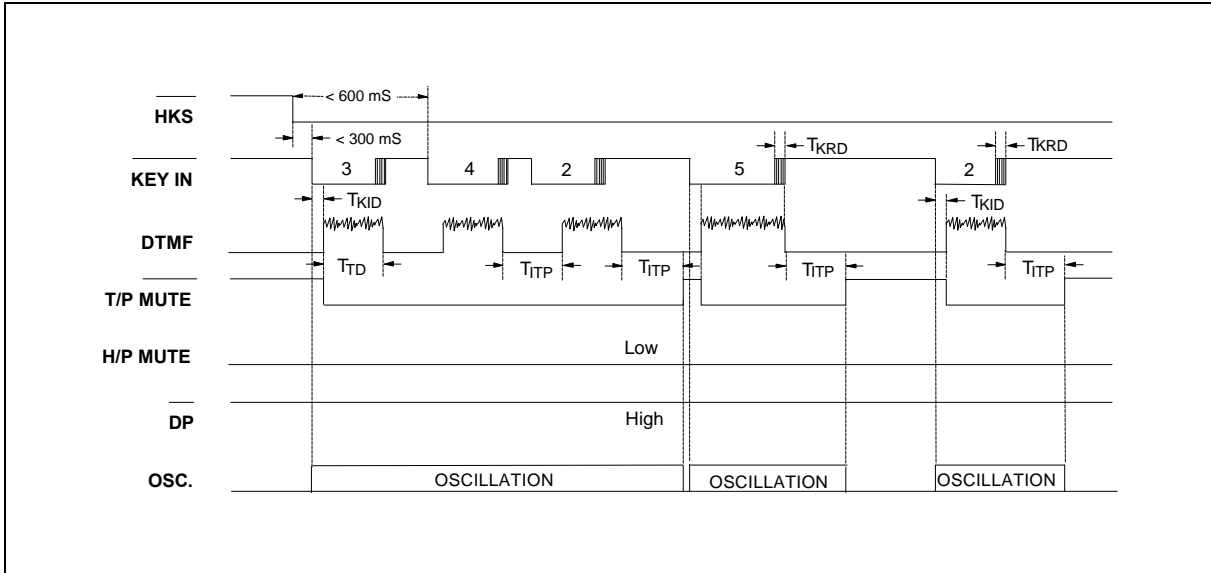 < 600 mS
HKS
< 300 mS
TKRD TKRD
KEY IN 3 4 2 5 2
TKID TKID
DTMF
TTD TITP TITP TITP TITP
T/P MUTE
H/P MUTE Low
DP High
OSC. OSCILLATION OSCILLATION OSCILLATION